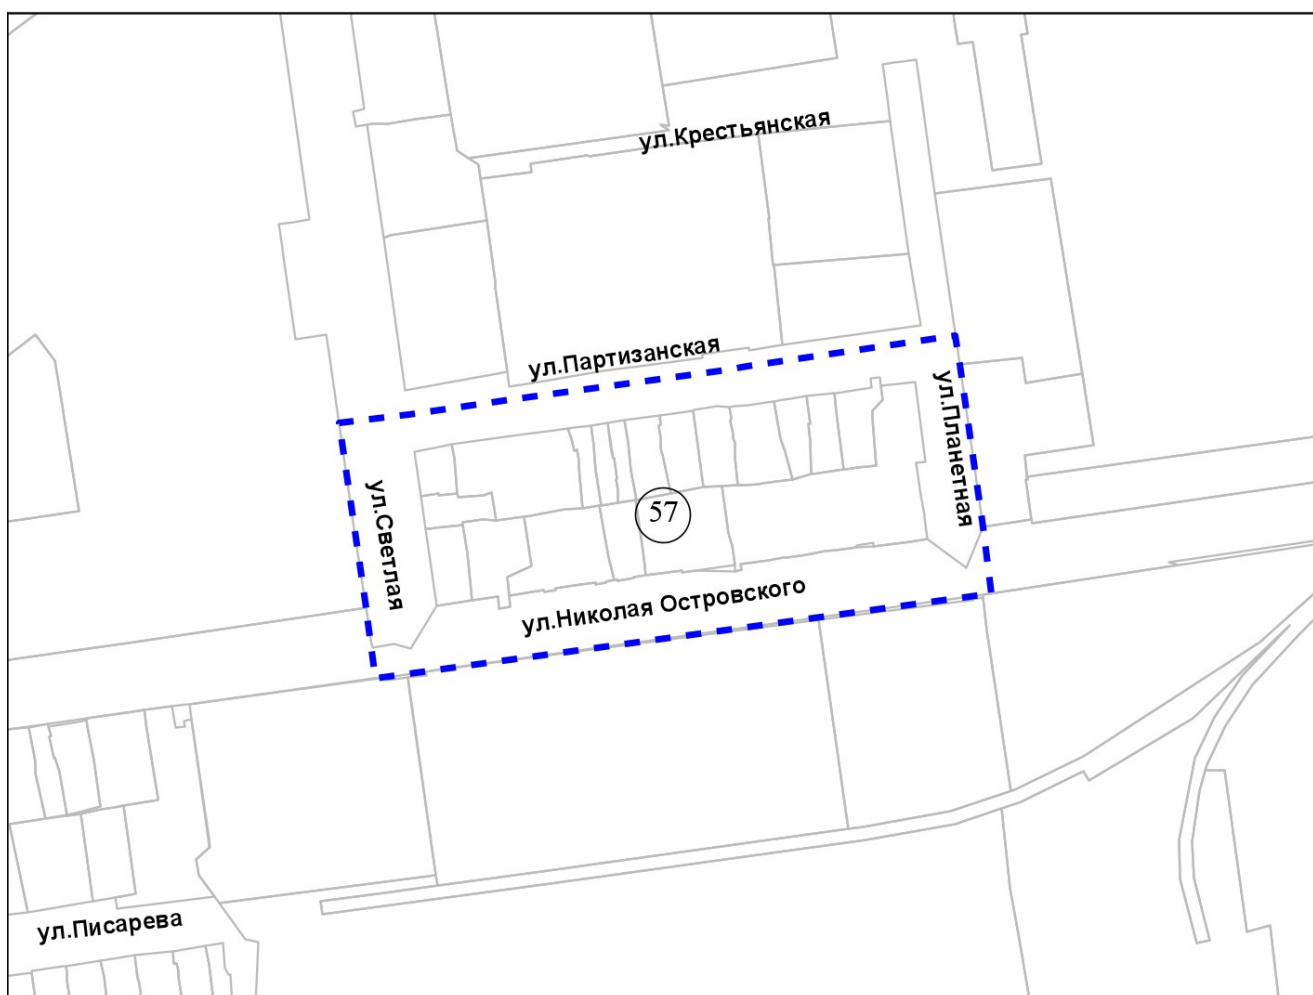 ул.Крестьянская
ул.Партизанская
ул.Планетная
ул.Светлая
57
ул.Николая Островского
ул.Писарева